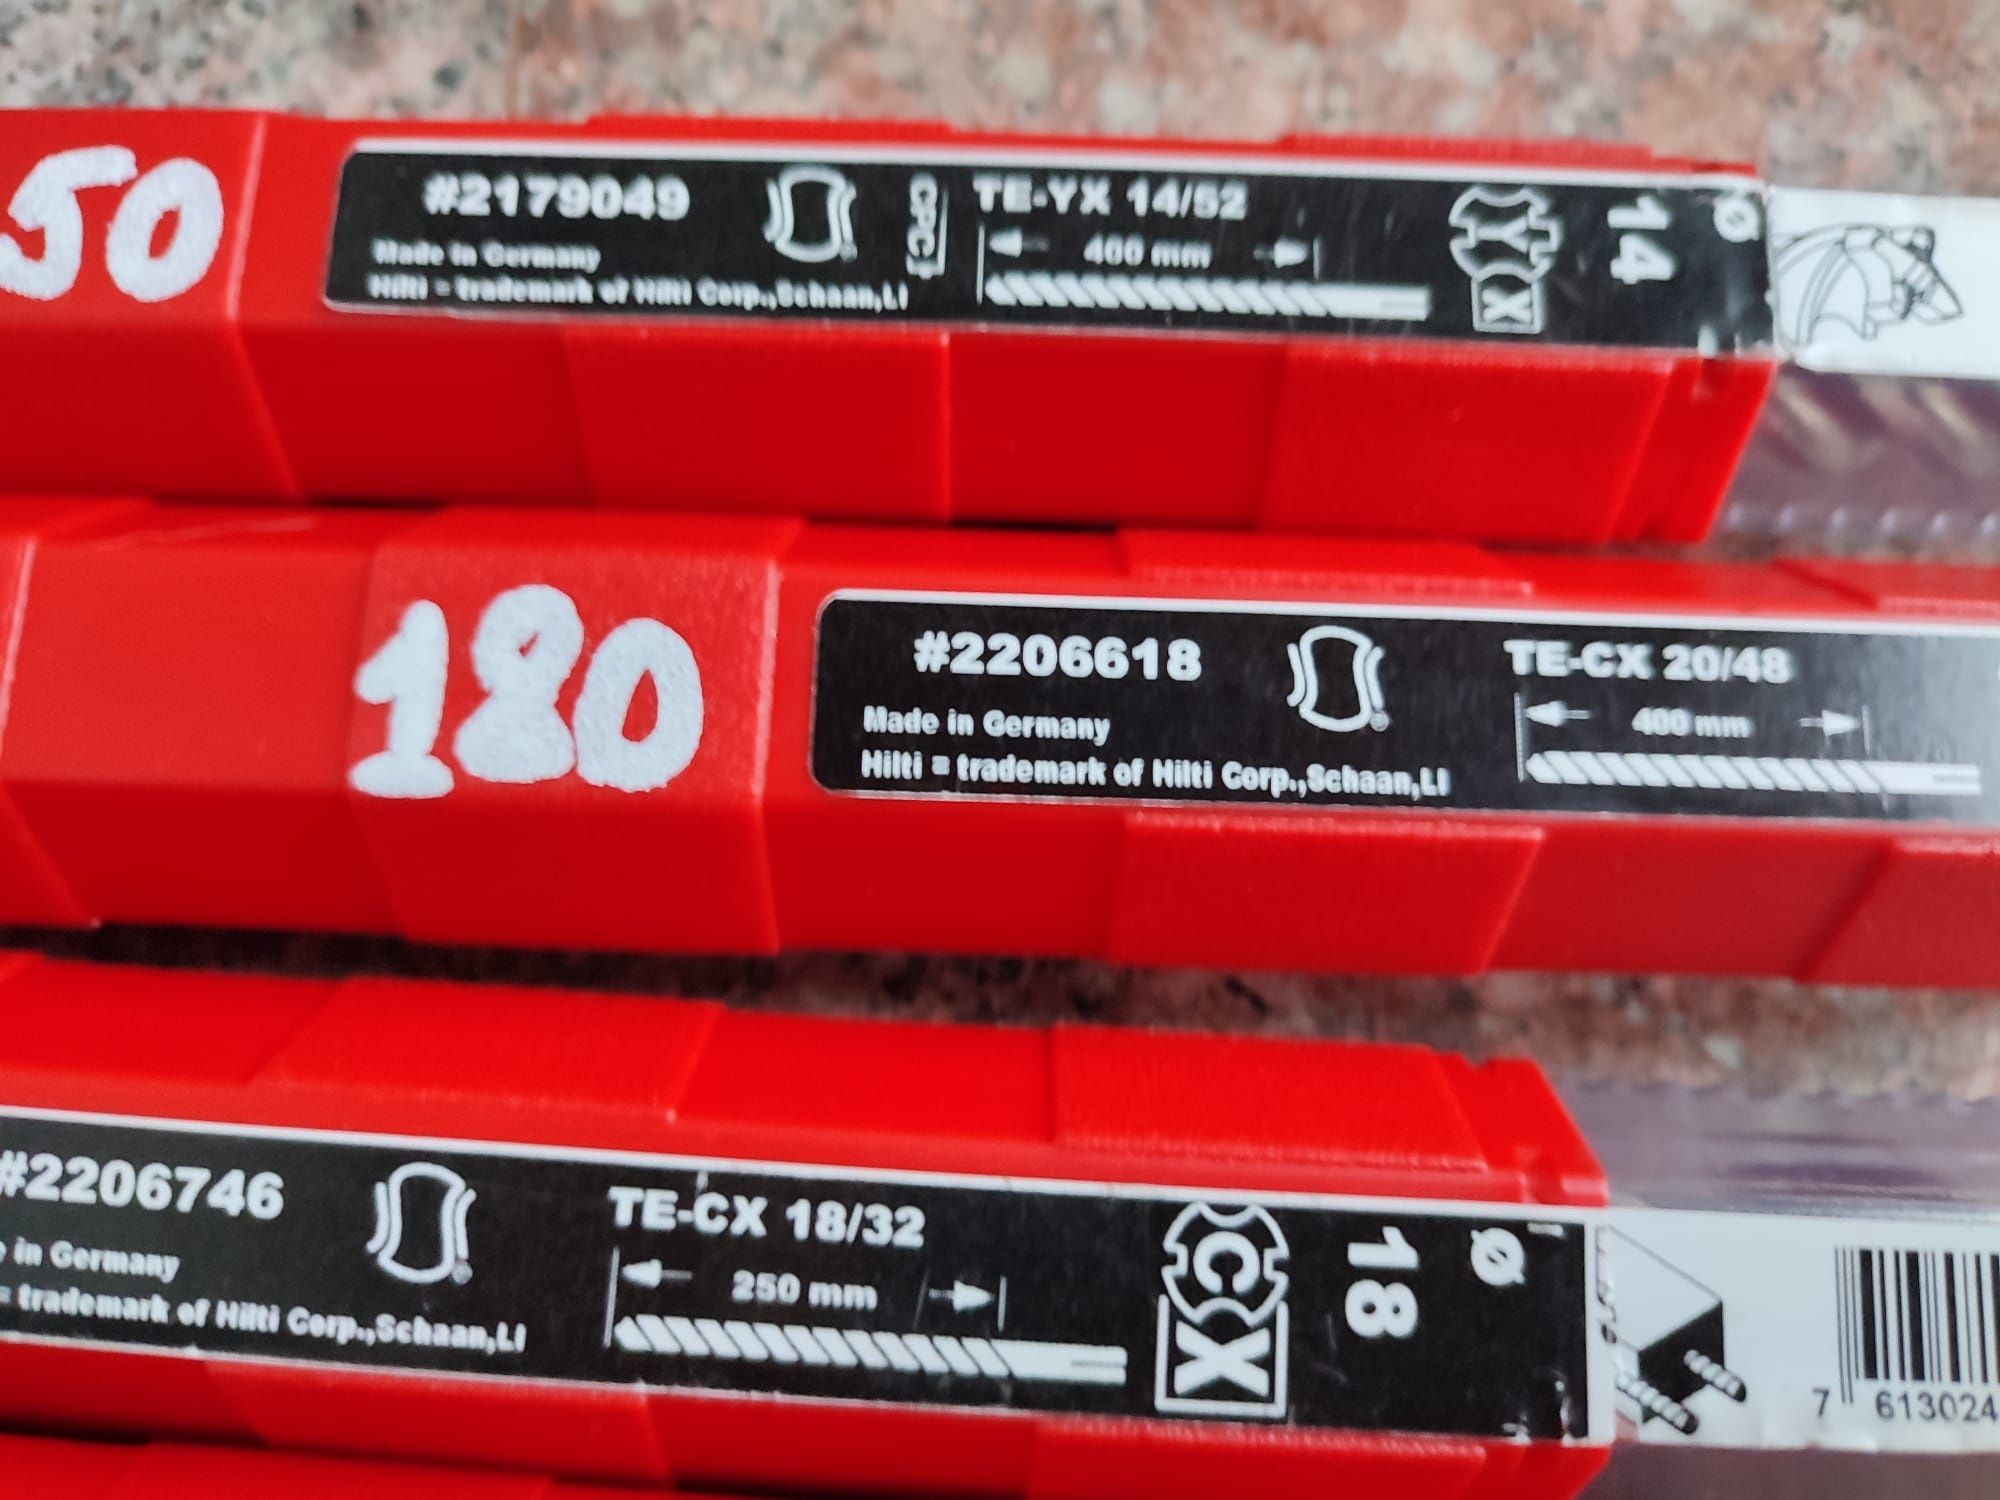 50
#2179049
Made in Germany
Hilti = trademark of Hilti Corp.,Schaan,LI
CPC
TE-YX 14/52
400 mm
Y
X
14
Ø
180
#2206618
Made in Germany
Hilti = trademark of Hilti Corp.,Schaan,LI
TE-CX 20/48
400 mm
#2206746
in Germany
= trademark of Hilti Corp.,Schaan,LI
TE-CX 18/32
250 mm
C
X
18
Ø
7 613024